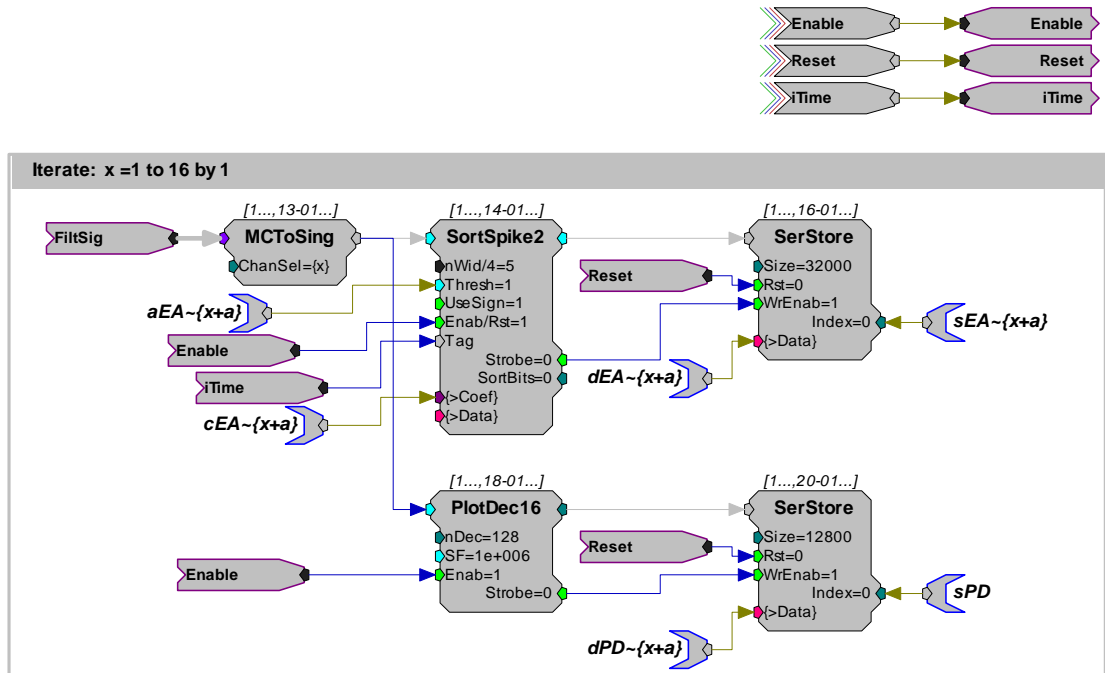 Enable Enable
Reset Reset
iTime iTime
Iterate: x =1 to 16 by 1
[1...,13-01...] [1...,14-01...] [1...,16-01...]
FiltSig MCToSing SortSpike2 SerStore
ChanSel={x} nWid/4=5 Size=32000
Reset
Thresh=1 Rst=0
aEA~{x+a} UseSign=1 WrEnab=1
Enab/Rst=1 Index=0 sEA~{x+a}
Enable Tag {>Data}
Strobe=0
dEA~{x+a}
iTime SortBits=0
{>Coef}
cEA~{x+a} {>Data}
[1...,18-01...] [1...,20-01...]
PlotDec16 SerStore
nDec=128 Size=12800
Reset
SF=1e+006 Rst=0
Enable Enab=1 WrEnab=1
Strobe=0 Index=0 sPD
{>Data}
dPD~{x+a}